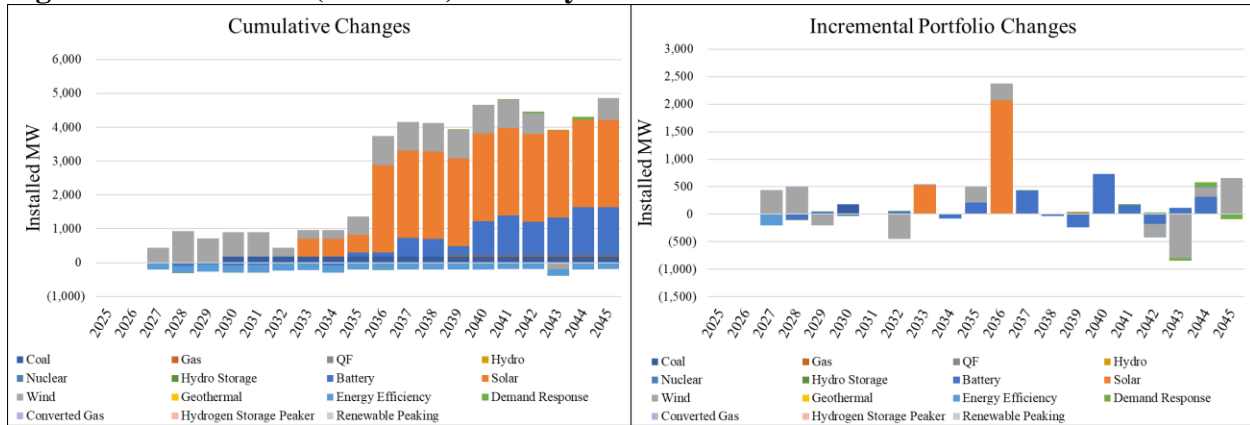 Cumulative Changes
6,000
5,000
4,000
3,000
2,000
1,000
0
(1,000)
Installed MW
2025 2026 2027 2028 2029 2030 2031 2032 2033 2034 2035 2036 2037 2038 2039 2040 2041 2042 2043 2044 2045
Coal Gas QF Hydro
Nuclear Hydro Storage Battery Solar
Wind Geothermal Energy Efficiency Demand Response
Converted Gas Hydrogen Storage Peaker Renewable Peaking
Incremental Portfolio Changes
3,000
2,500
2,000
1,500
1,000
500
0
(500)
(1,000)
(1,500)
Installed MW
2025 2026 2027 2028 2029 2030 2031 2032 2033 2034 2035 2036 2037 2038 2039 2040 2041 2042 2043 2044 2045
Coal Gas QF Hydro
Nuclear Hydro Storage Battery Solar
Wind Geothermal Energy Efficiency Demand Response
Converted Gas Hydrogen Storage Peaker Renewable Peaking